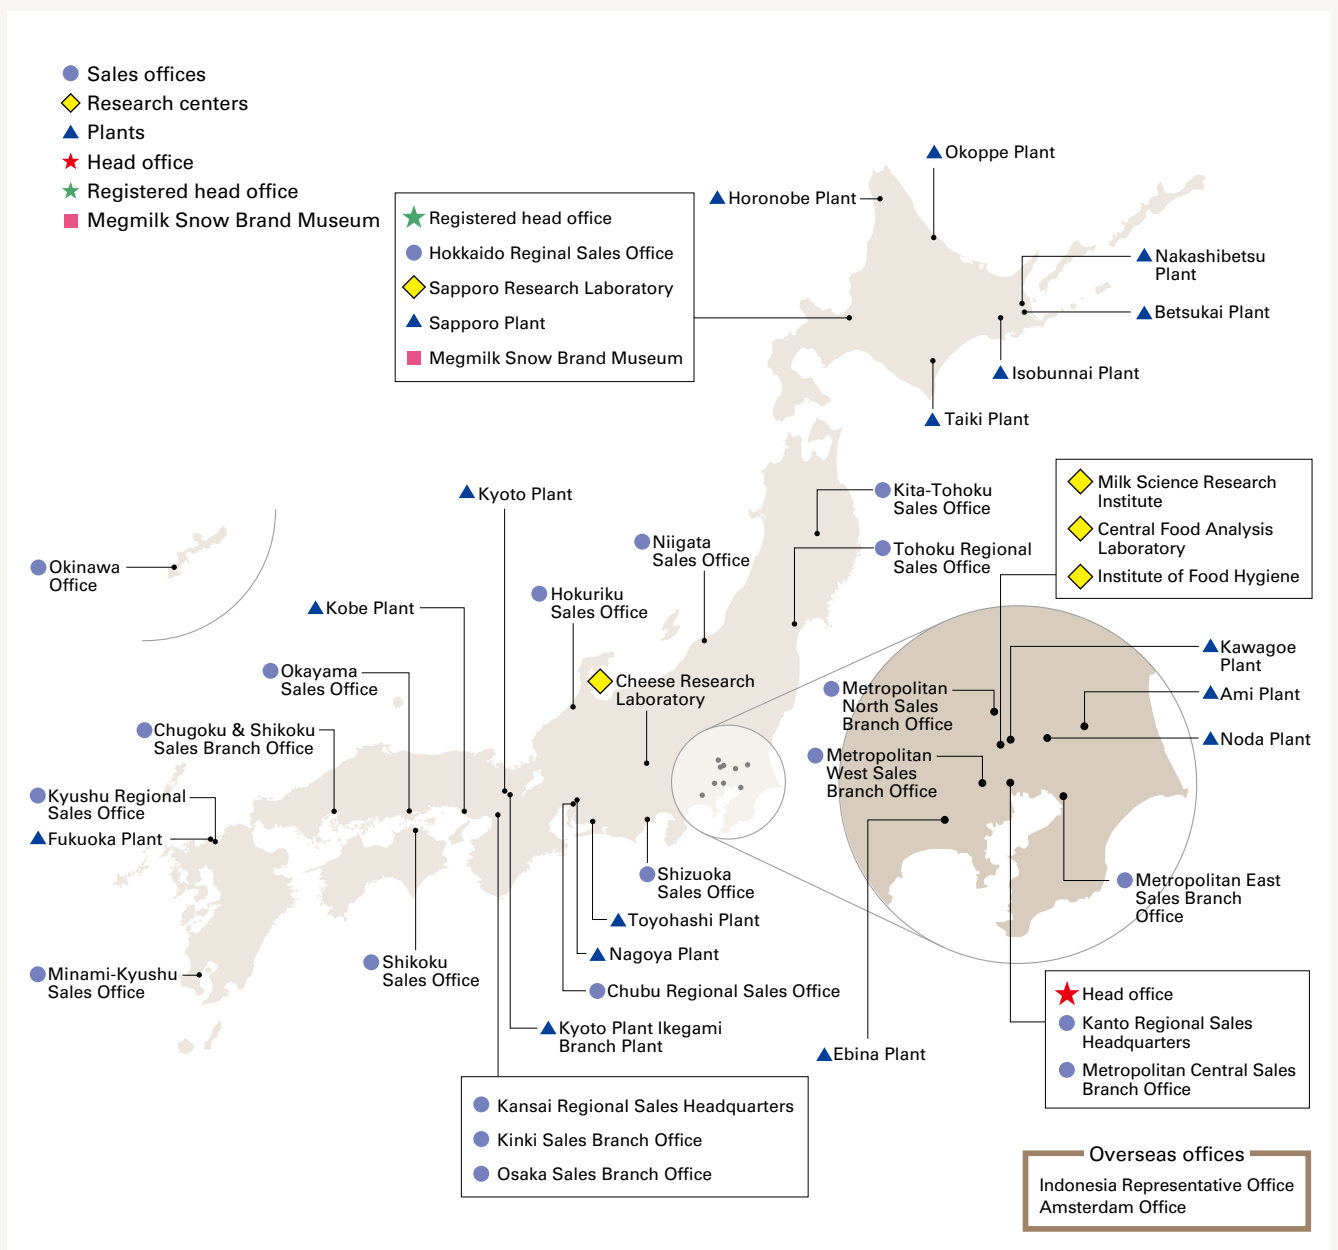 Sales offices
Research centers
Plants
Head office
Registered head office
Megmilk Snow Brand Museum
Registered head office
Hokkaido Reginal Sales Office
Sapporo Research Laboratory
Sapporo Plant
Megmilk Snow Brand Museum
Okoppe Plant
Horonobe Plant
Nakashibetsu
Plant
Betsukai Plant
Isobunnai Plant
Taiki Plant
Kita-Tohoku
Sales Office
Tohoku Regional
Sales Office
Milk Science Research
Institute
Central Food Analysis
Laboratory
Institute of Food Hygiene
Kyoto Plant
Niigata
Sales Office
Hokuriku
Sales Office
Okinawa
Office
Kobe Plant
Okayama
Sales Office
Cheese Research
Laboratory
Chugoku & Shikoku
Sales Branch Office
Kyushu Regional
Sales Office
Fukuoka Plant
Minami-Kyushu
Sales Office
Shikoku
Sales Office
Shizuoka
Sales Office
Toyohashi Plant
Nagoya Plant
Chubu Regional Sales Office
Kyoto Plant Ikegami
Branch Plant
Kansai Regional Sales Headquarters
Kinki Sales Branch Office
Osaka Sales Branch Office
Metropolitan
North Sales
Branch Office
Metropolitan
West Sales
Branch Office
Kawagoe
Plant
Ami Plant
Noda Plant
Metropolitan East
Sales Branch
Office
Ebina Plant
Head office
Kanto Regional Sales
Headquarters
Metropolitan Central Sales
Branch Office
Overseas offices
Indonesia Representative Office
Amsterdam Office